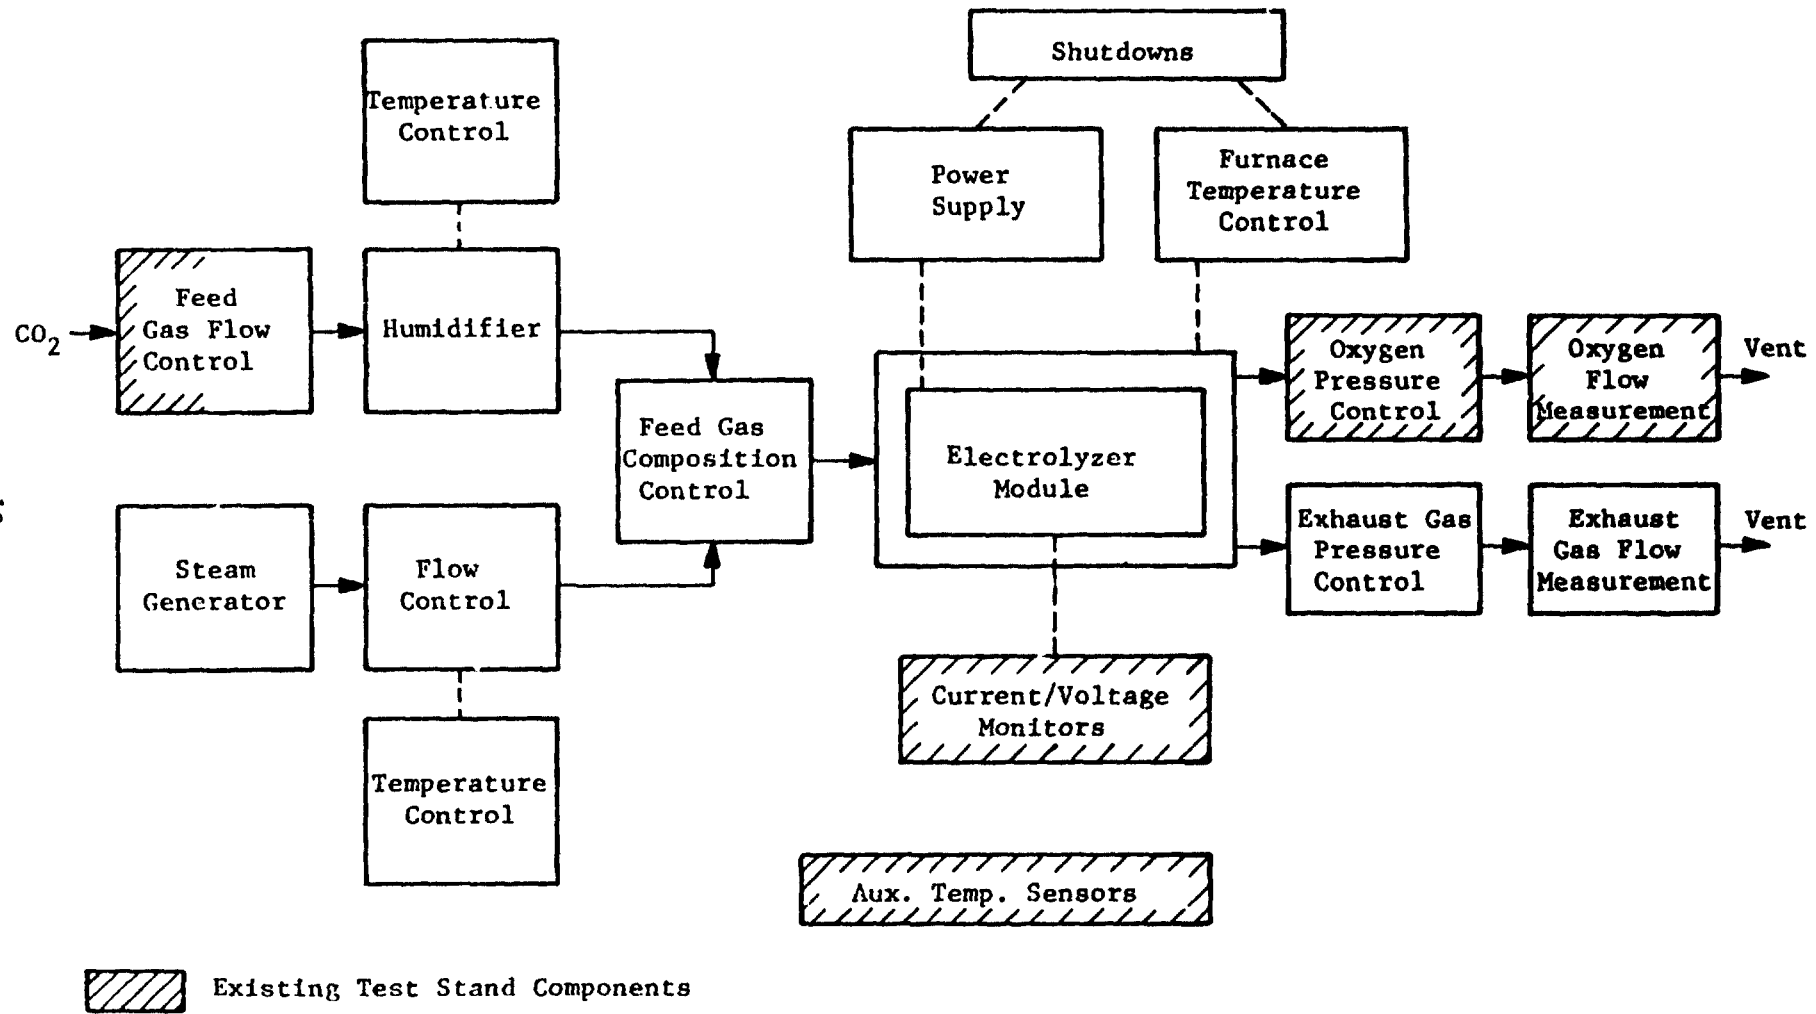 Shutdowns
Temperature
Control
Power
Supply
Furnace
Temperature
Control
CO2
Feed
Gas Flow
Control
Humidifier
Feed Gas
Composition
Control
Electrolyzer
Module
Oxygen
Pressure
Control
Oxygen
Flow
Measurement
Vent
Steam
Generator
Flow
Control
Exhaust Gas
Pressure
Control
Exhaust
Gas Flow
Measurement
Vent
Current/Voltage
Monitors
Temperature
Control
Aux. Temp. Sensors
Existing Test Stand Components